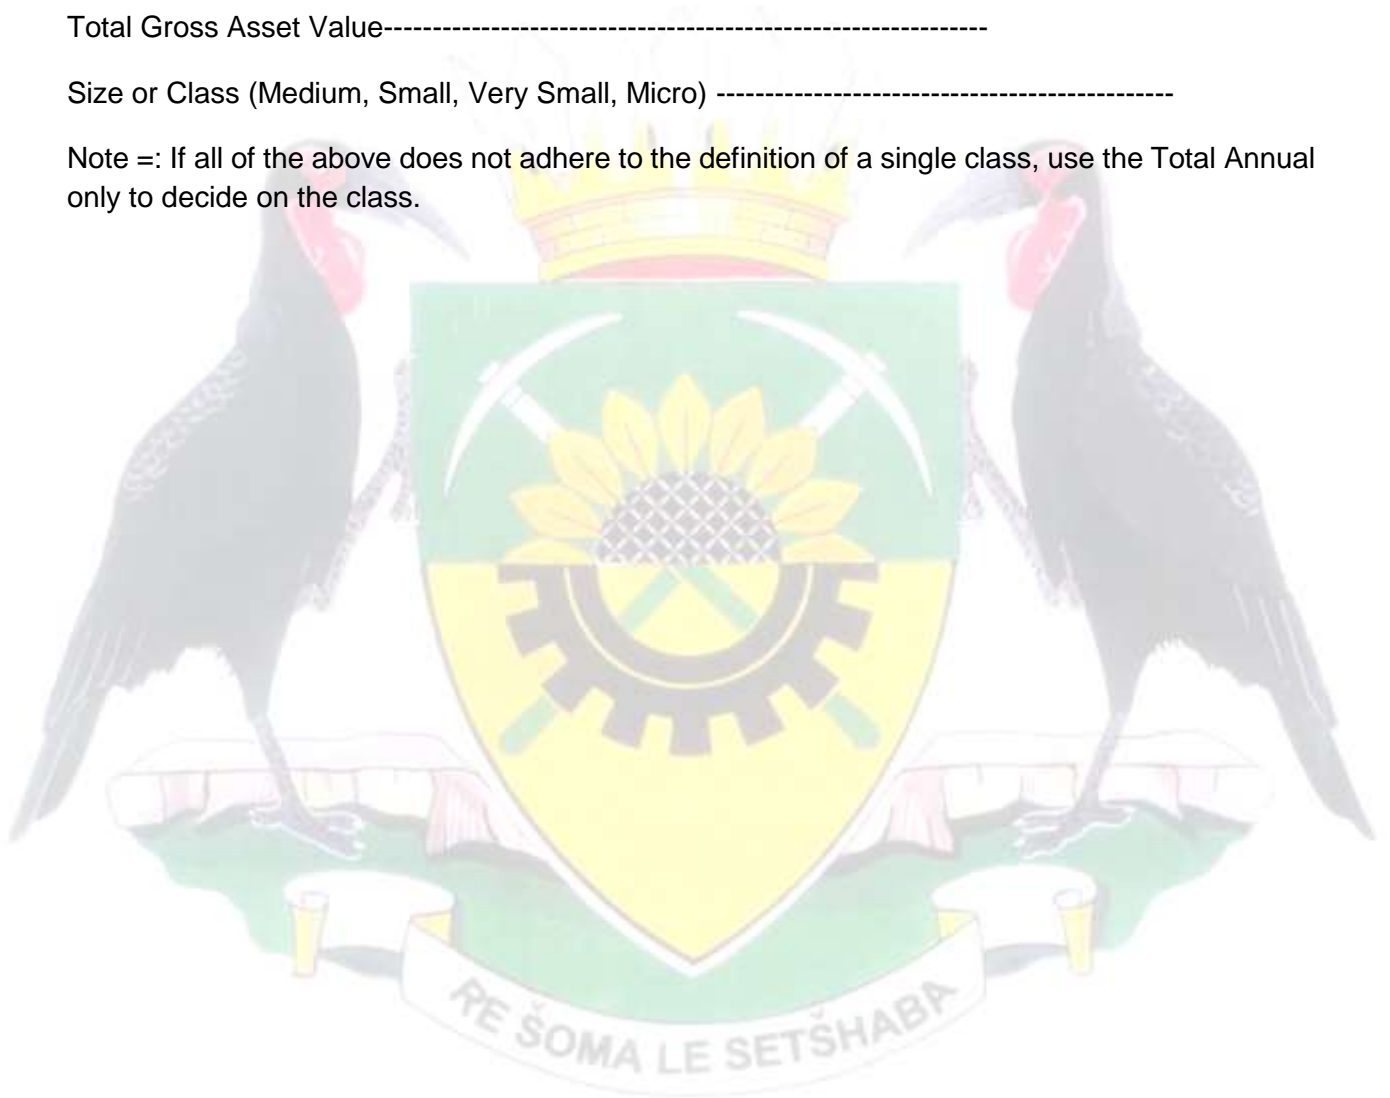 Total Gross Asset Value--------------------------------------------------------------
Size or Class (Medium, Small, Very Small, Micro) -----------------------------------------------
Note =: If all of the above does not adhere to the definition of a single class, use the Total Annual
only to decide on the class.
RE ŠOMA LE SETŠHABA